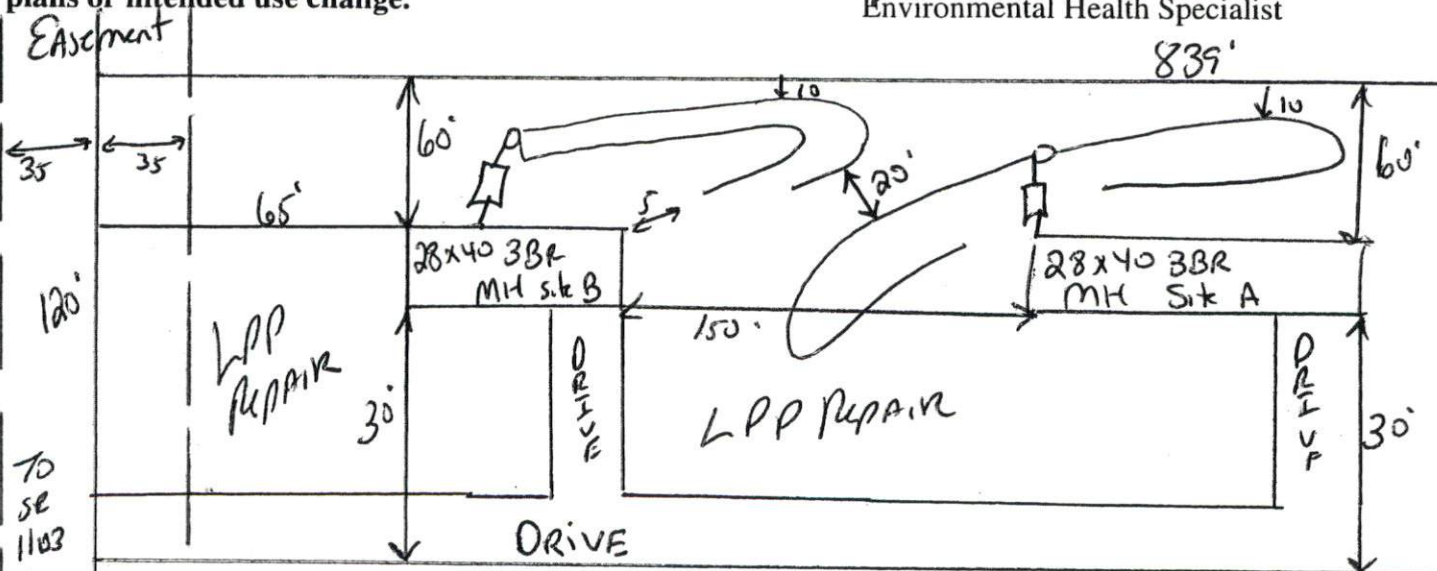 plans or intended use change.
Environmental Health Specialist
Easement
839'
10
10
60'
60'
35
35
20'
65'
5
28x40 3BR
MH Site B
28x40 3BR
MH Site A
120'
150'
LPP
Repair
DRIVE
DRIVE
30'
LPP Repair
30'
TO
SR
1103
DRIVE